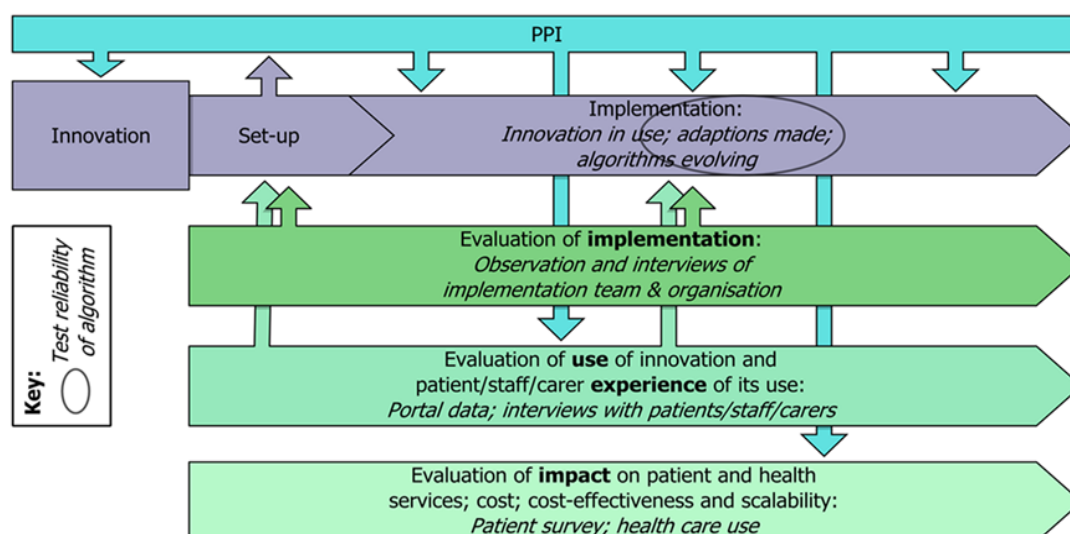 PPI
Innovation
Set-up
Implementation:
Innovation in use; adaptions made;
algorithms evolving
Key:
Test reliability
of algorithm
Evaluation of implementation:
Observation and interviews of
implementation team & organisation
Evaluation of use of innovation and
patient/staff/carer experience of its use:
Portal data; interviews with patients/staff/carers
Evaluation of impact on patient and health
services; cost; cost-effectiveness and scalability:
Patient survey; health care use